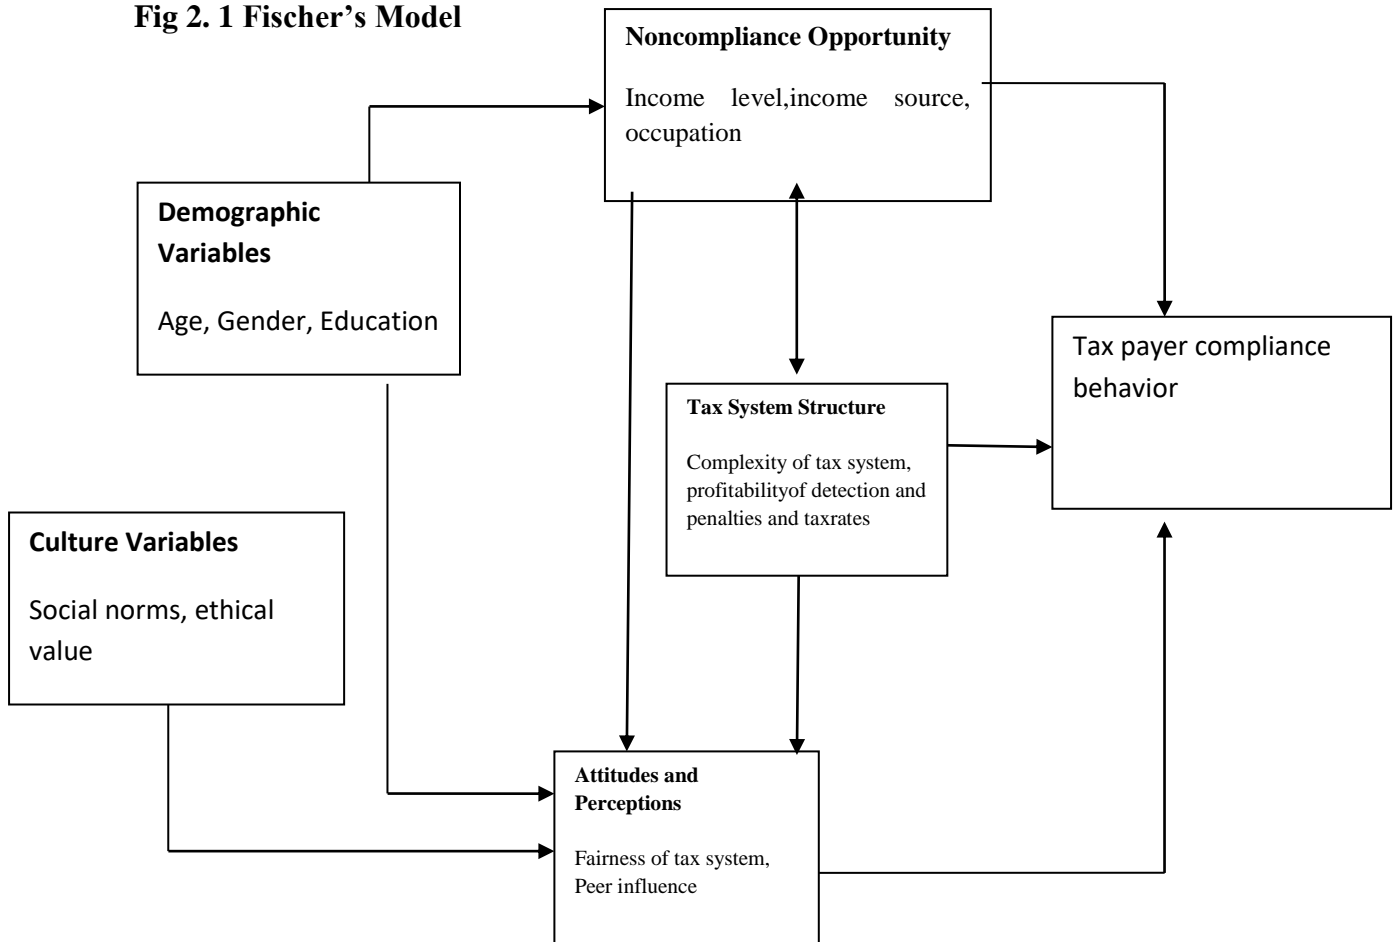 Fig 2. 1 Fischer's Model
Noncompliance Opportunity
Income level,income source,
occupation
Demographic
Variables
Age, Gender, Education
Tax payer compliance
behavior
Tax System Structure
Complexity of tax system,
profitabilityof detection and
penalties and taxrates
Culture Variables
Social norms, ethical
value
Attitudes and
Perceptions
Fairness of tax system,
Peer influence